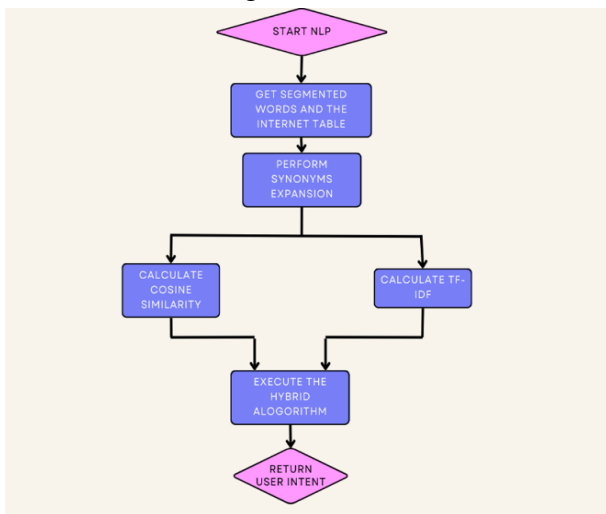 START NLP
GET SEGMENTED
WORDS AND THE
INTERNET TABLE
PERFORM
SYNONYMS
EXPANSION
CALCULATE
COSINE
SIMILARITY
CALCULATE TF-
IDF
EXECUTE THE
HYBRID
ALOGORITHM
RETURN
USER INTENT